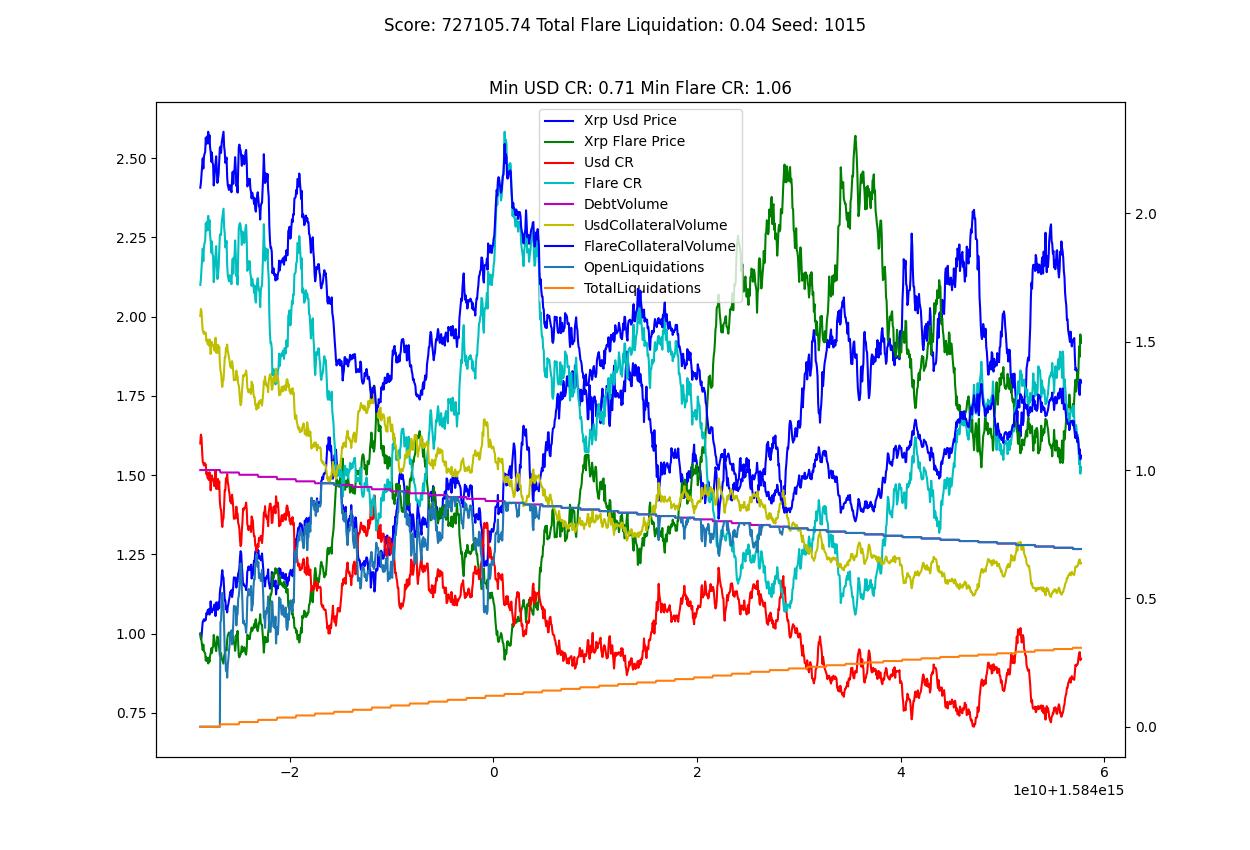 Score: 727105.74 Total Flare Liquidation: 0.04 Seed: 1015
Min USD CR: 0.71 Min Flare CR: 1.06
Xrp Usd Price
Xrp Flare Price
Usd CR
Flare CR
DebtVolume
UsdCollateralVolume
FlareCollateralVolume
OpenLiquidations
TotalLiquidations
2.50
2.25
2.00
1.75
1.50
1.25
1.00
0.75
2.0
1.5
1.0
0.5
0.0
−2 0 2 4 6
1e10+1.584e15